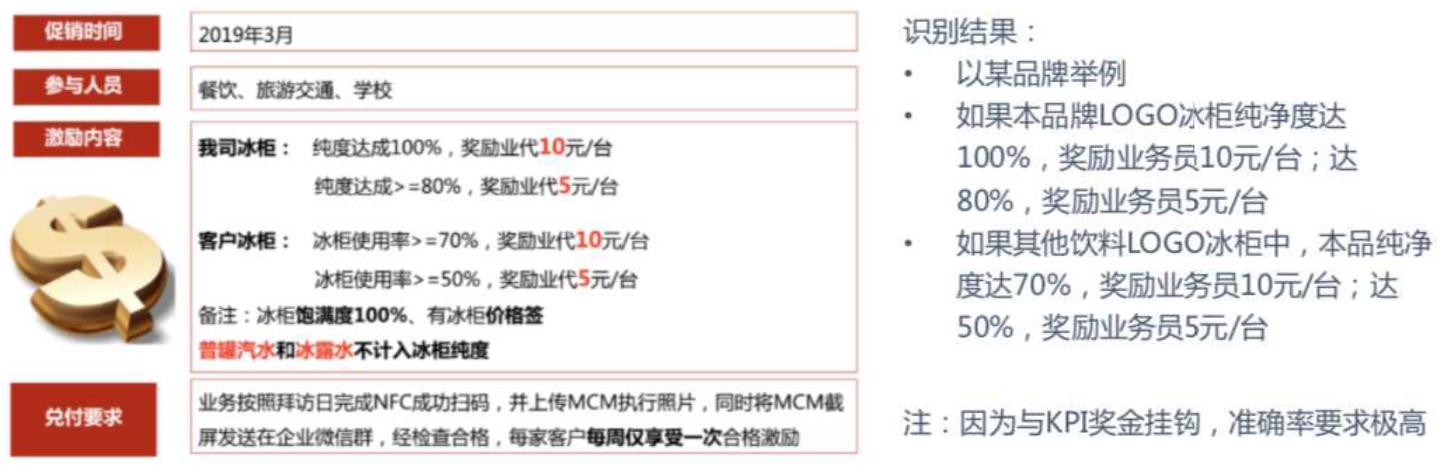 促销时间
2019年3月
参与人员
餐饮、旅游交通、学校
激励内容
我司冰柜： 纯度达成100%，奖励业代10元/台
纯度达成>=80%，奖励业代5元/台
客户冰柜： 冰柜使用率>=70%，奖励业代10元/台
冰柜使用率>=50%，奖励业代5元/台
备注：冰柜饱满度100%、有冰柜价格签
普罐汽水和冰露水不计入冰柜纯度
兑付要求
业务按照拜访日完成NFC成功扫码，并上传MCM执行照片，同时将MCM截
屏发送在企业微信群，经检查合格，每家客户每周仅享受一次合格激励
识别结果：
• 以某品牌举例
• 如果本品牌LOGO冰柜纯净度达
100%，奖励业务员10元/台；达
80%，奖励业务员5元/台
• 如果其他饮料LOGO冰柜中，本品纯净
度达70%，奖励业务员10元/台；达
50%，奖励业务员5元/台
注：因为与KPI奖金挂钩，准确率要求极高